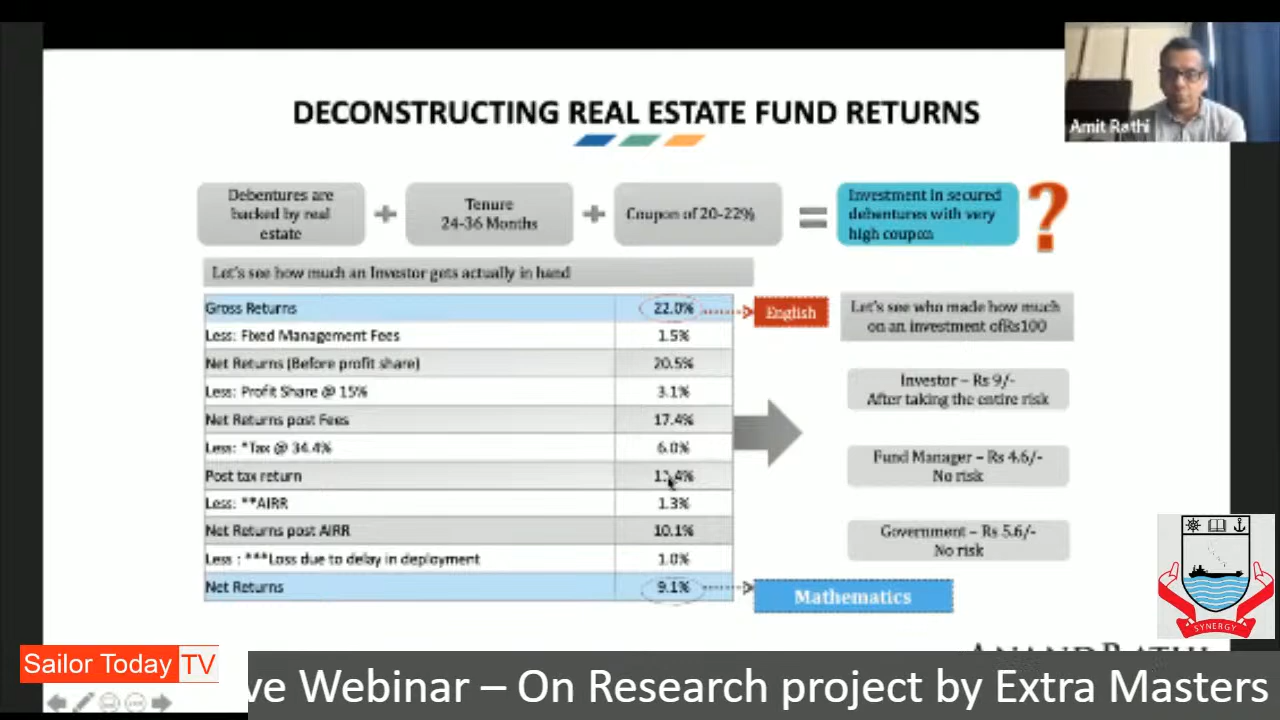 DECONSTRUCTING REAL ESTATE FUND RETURNS
Amit Rathi
Debentures are
backed by real
estate
+
Tenure
24-36 Months
+
Coupon of 20-22%
=
Investment in secured
debentures with very
high coupon
?
Let's see how much an Investor gets actually in hand
Gross Returns 22.0%
Less: Fixed Management Fees 1.5%
Net Returns (Before profit share) 20.5%
Less: Profit Share @ 15% 3.1%
Net Returns post Fees 17.4%
Less: *Tax @ 34.4% 6.0%
Post tax return
Less: **AIRR 1.3%
Net Returns post AIRR 10.1%
Less : ***Loss due to delay in deployment 1.0%
Net Returns 9.1%
English
Mathematics
Let's see who made how much
on an investment ofRs100
Investor – Rs 9/-
After taking the entire risk
Fund Manager – Rs 4.6/-
No risk
Government – Rs 5.6/-
No risk
SYNERGY
ANAND RATHI
Sailor Today TV
ve Webinar – On Research project by Extra Masters